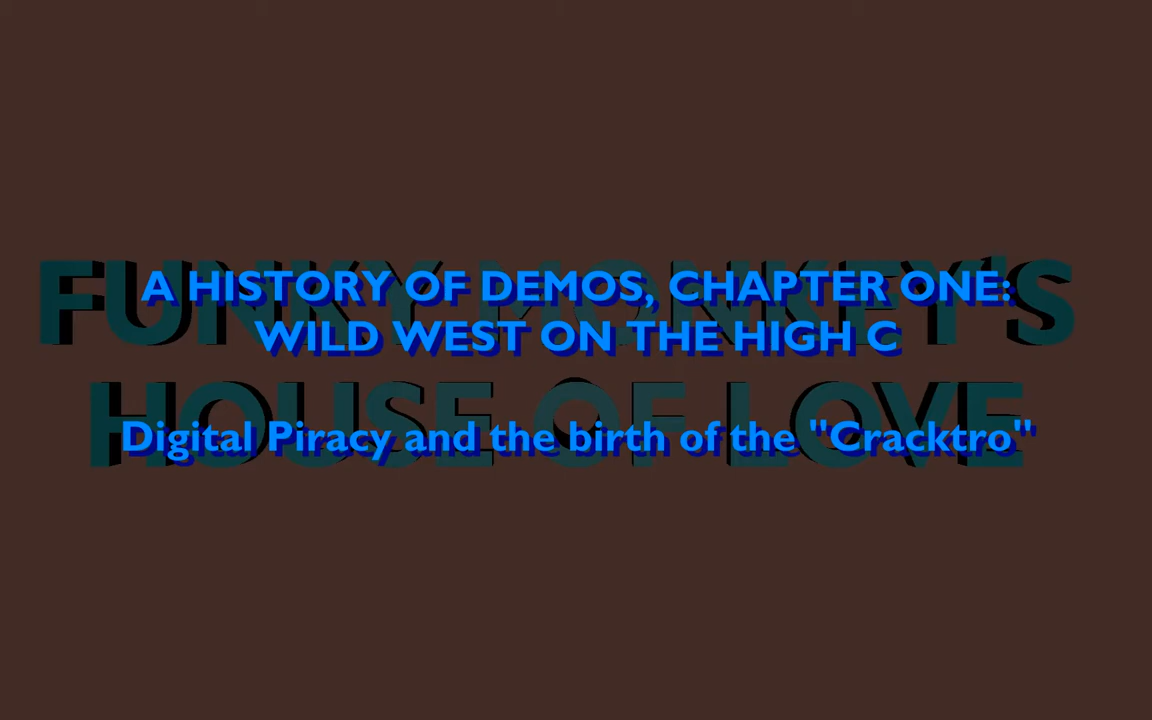 FUNKY MONKEY'S
HOUSE OF LOVE
A HISTORY OF DEMOS, CHAPTER ONE:
WILD WEST ON THE HIGH C
Digital Piracy and the birth of the "Cracktro"